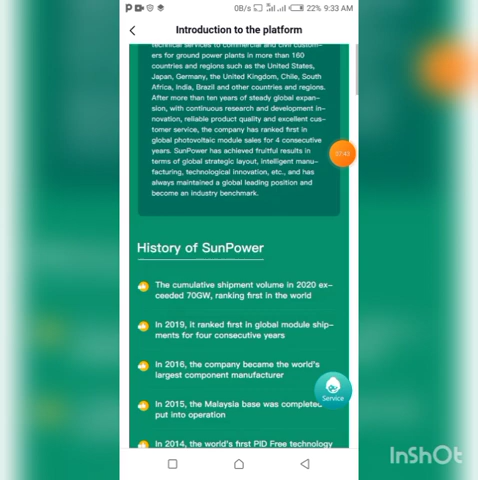 0B/s 22% 9:33 AM
Introduction to the platform
technical services to commercial and civil custom-
ers for ground power plants in more than 160
countries and regions such as the United States,
Japan, Germany, the United Kingdom, Chile, South
Africa, India, Brazil and other countries and regions.
After more than ten years of steady global expan-
sion, with continuous research and development in-
novation, reliable product quality and excellent cus-
tomer service, the company has ranked first in
global photovoltaic module sales for 4 consecutive
years. SunPower has achieved fruitful results in
terms of global strategic layout, intelligent manu-
facturing, technological innovation, etc., and has
always maintained a global leading position and
become an industry benchmark.
History of SunPower
The cumulative shipment volume in 2020 ex-
ceeded 70GW, ranking first in the world
In 2019, it ranked first in global module ship-
ments for four consecutive years
In 2016, the company became the world's
largest component manufacturer
In 2015, the Malaysia base was completed
put into operation
In 2014, the world's first PID Free technology
Service
InShOt